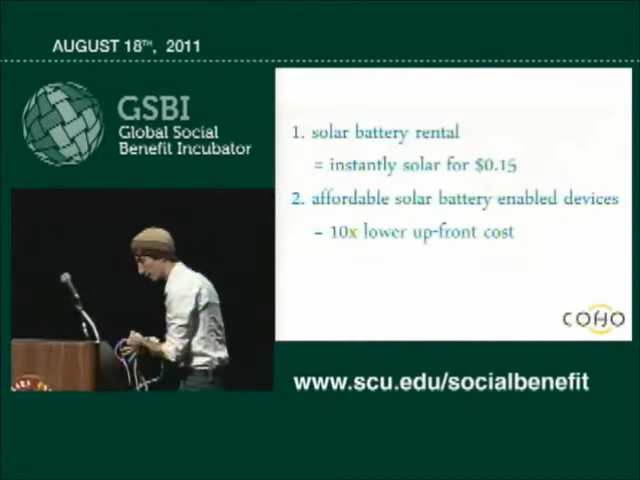 AUGUST 18TH, 2011
GSBI
Global Social
Benefit Incubator
1. solar battery rental
= instantly solar for $0.15
2. affordable solar battery enabled devices
– 10x lower up-front cost
COHO
www.scu.edu/socialbenefit